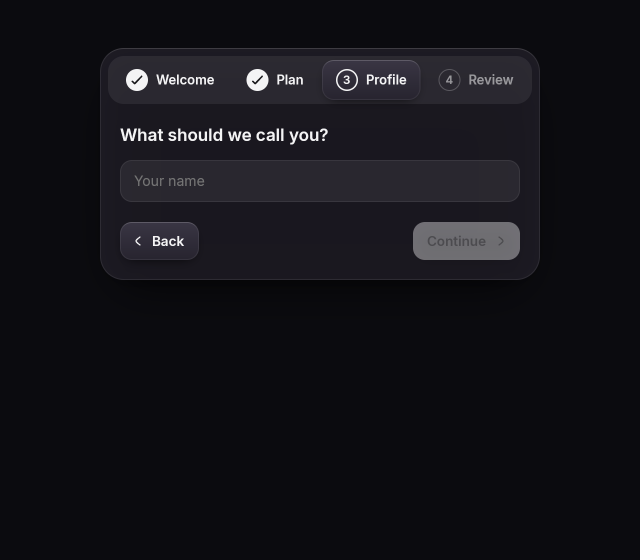 Welcome
Plan
3 Profile
4 Review
What should we call you?
Your name
Back
Continue